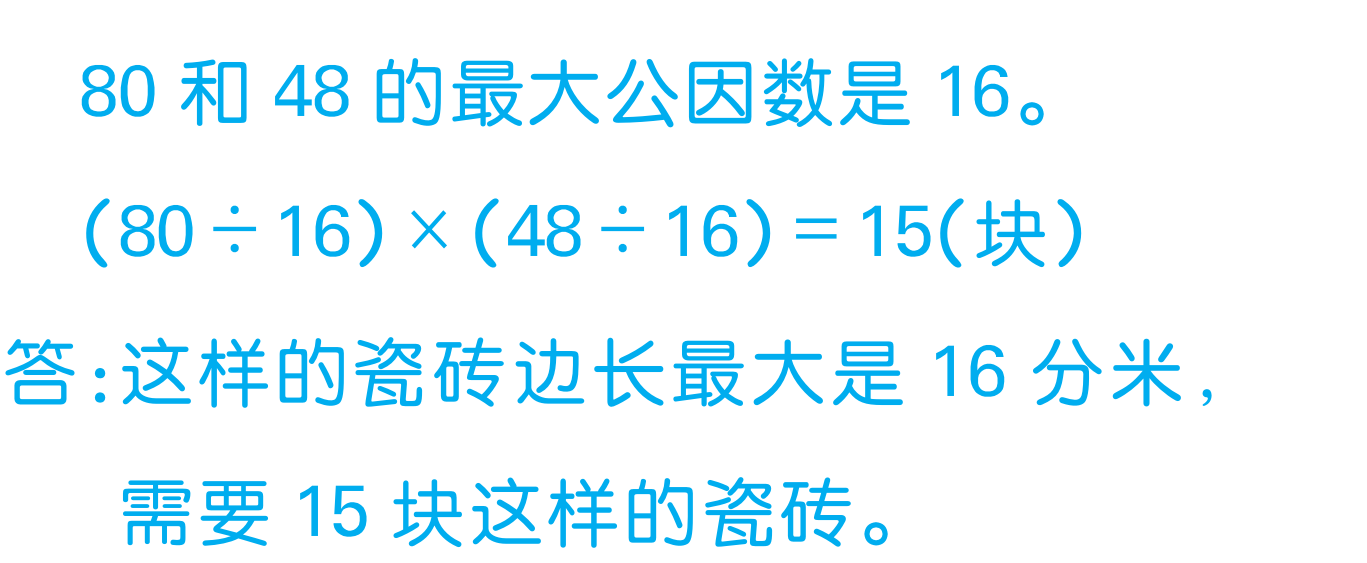 80 和 48 的最大公因数是 16。
(80÷16)×(48÷16)=15(块)
答:这样的瓷砖边长最大是 16 分米,
需要 15 块这样的瓷砖。